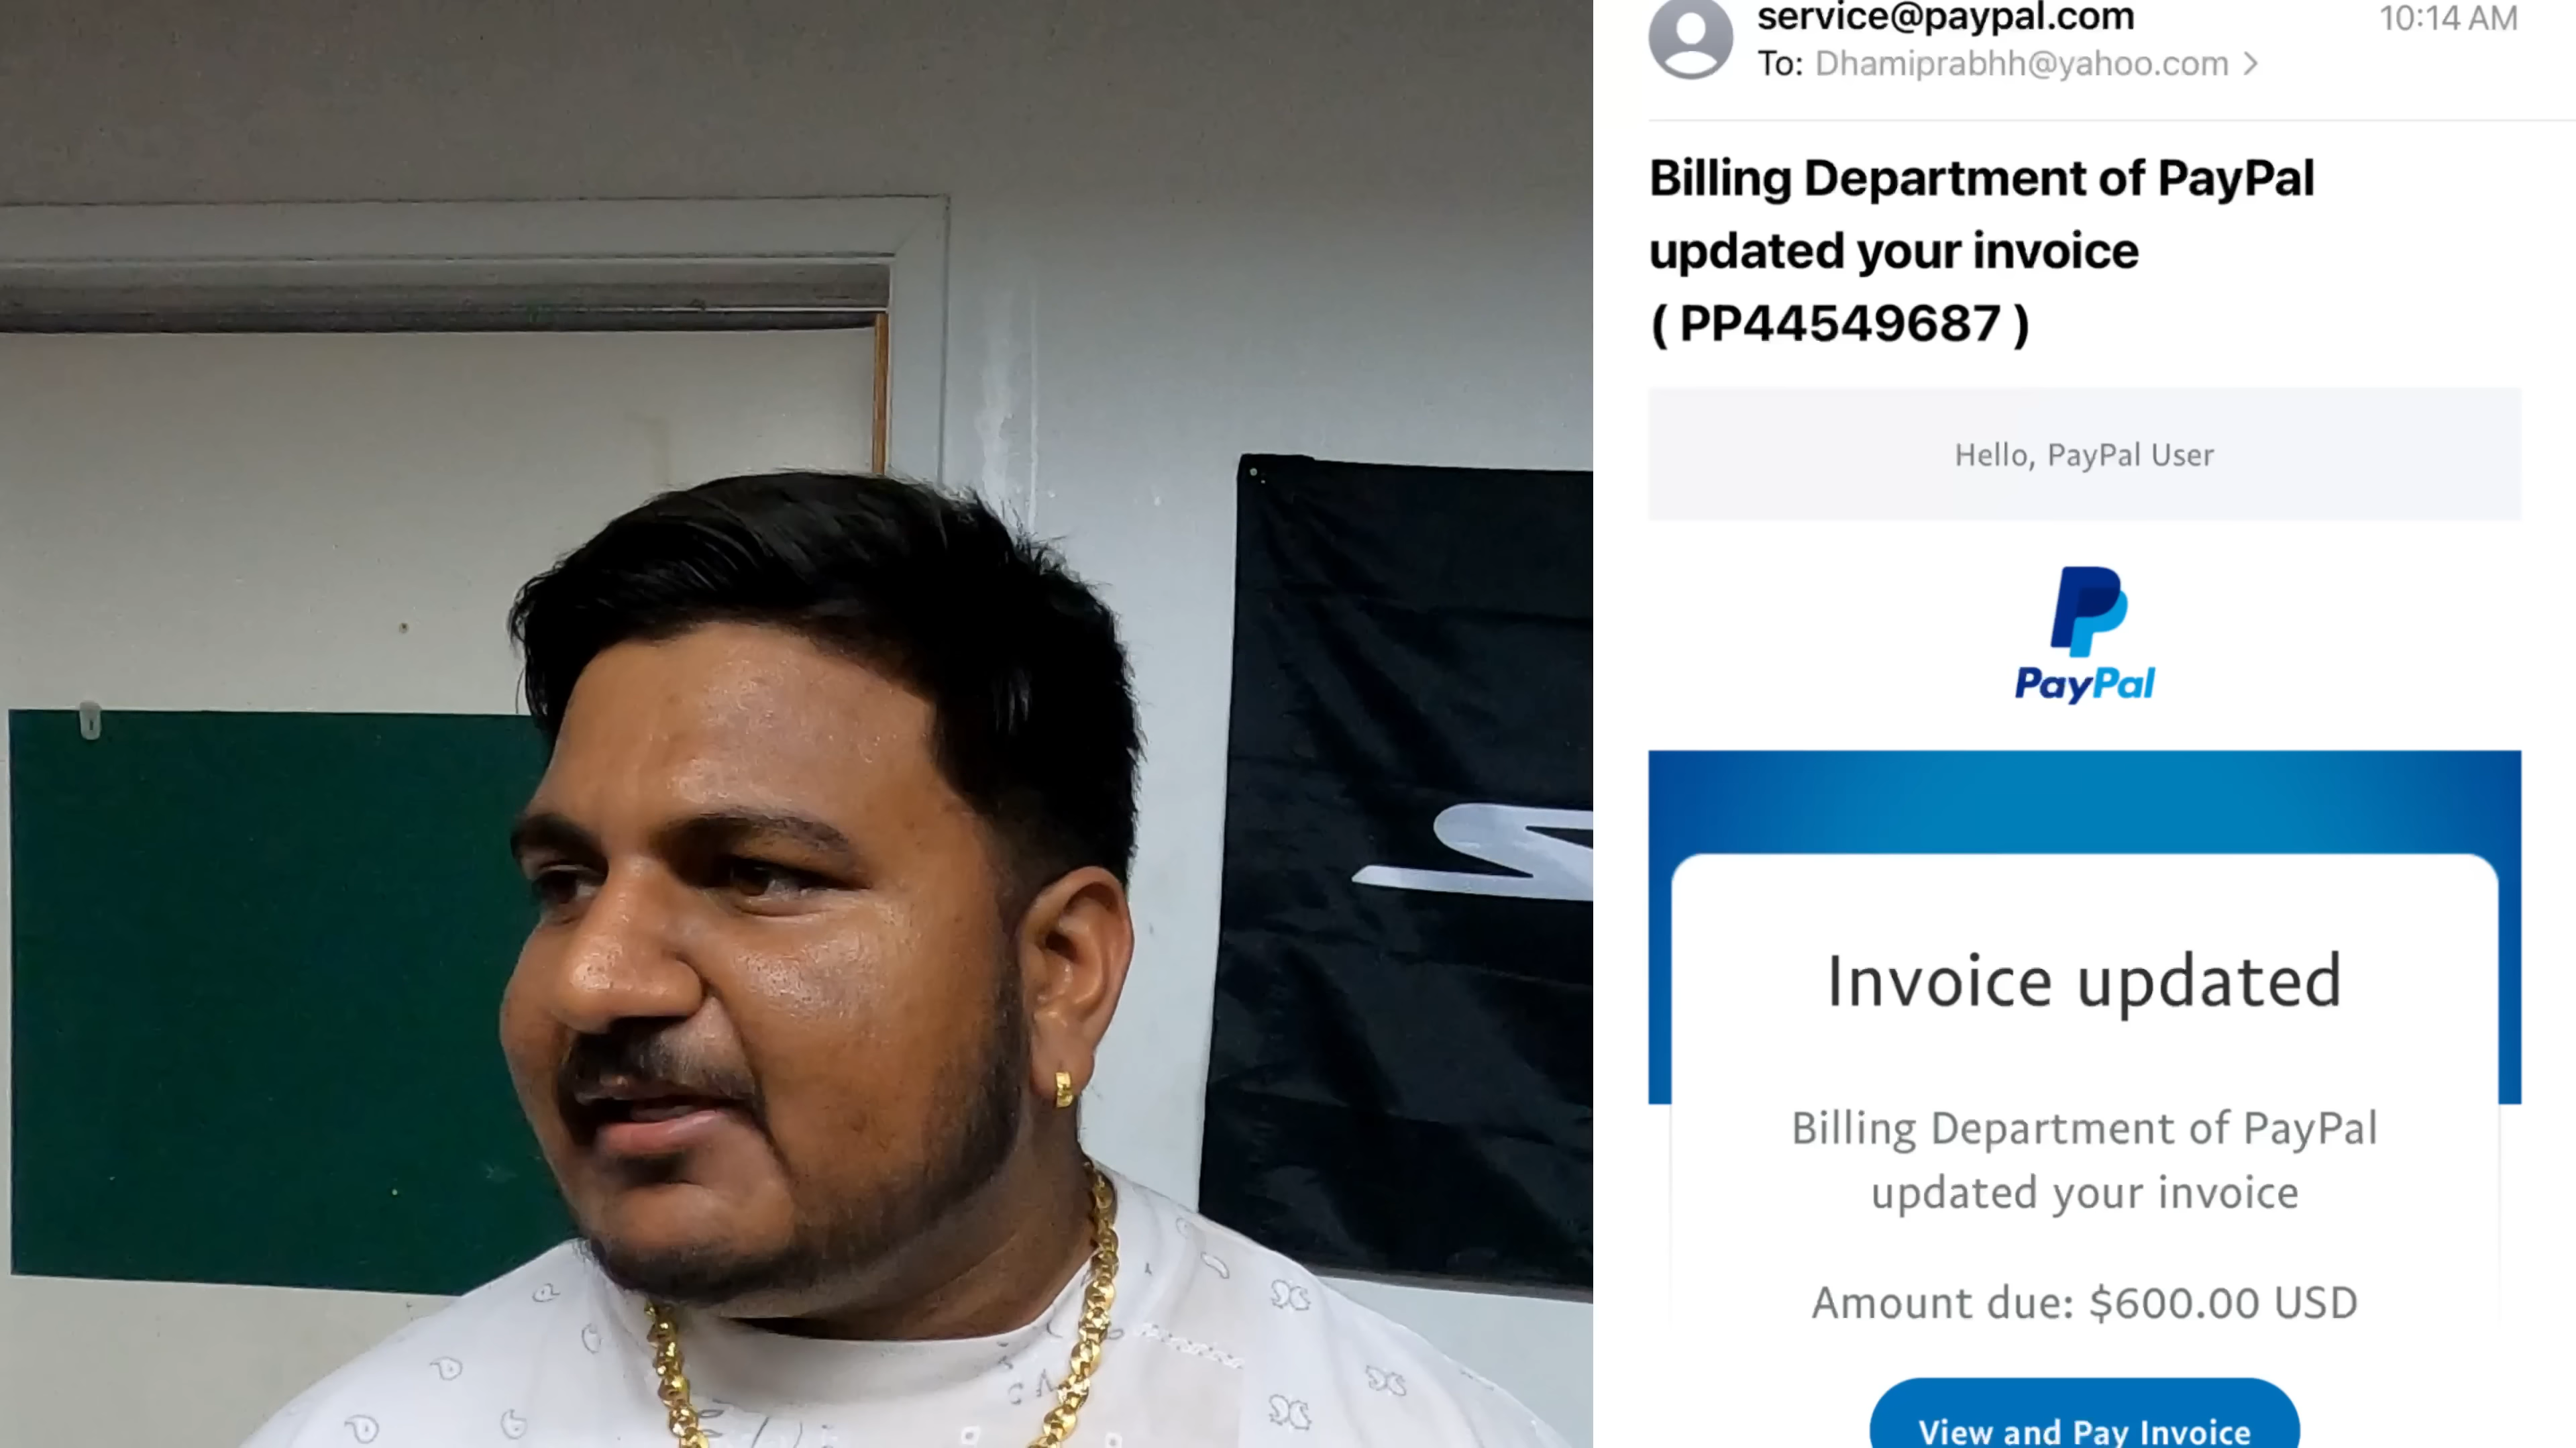 service@paypal.com
10:14 AM
To: Dhamiprabhh@yahoo.com >
Billing Department of PayPal
updated your invoice
( PP44549687 )
Hello, PayPal User
PayPal
Invoice updated
Billing Department of PayPal
updated your invoice
Amount due: $600.00 USD
View and Pay Invoice